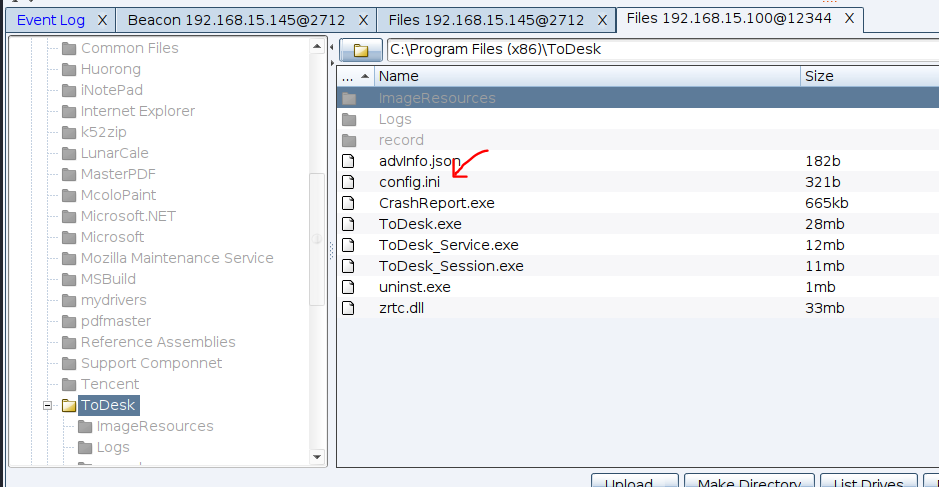 Event Log X Beacon 192.168.15.145@2712 X Files 192.168.15.145@2712 X Files 192.168.15.100@12344 X
Common Files
Huorong
iNotePad
Internet Explorer
k52zip
LunarCale
MasterPDF
McoloPaint
Microsoft.NET
Microsoft
Mozilla Maintenance Service
MSBuild
mydrivers
pdfmaster
Reference Assemblies
Support Componnet
Tencent
ToDesk
ImageResources
Logs
C:\Program Files (x86)\ToDesk
... Name Size
ImageResources
Logs
record
advInfo.json 182b
config.ini 321b
CrashReport.exe 665kb
ToDesk.exe 28mb
ToDesk_Service.exe 12mb
ToDesk_Session.exe 11mb
uninst.exe 1mb
zrtc.dll 33mb
Upload... Make Directory List Drives